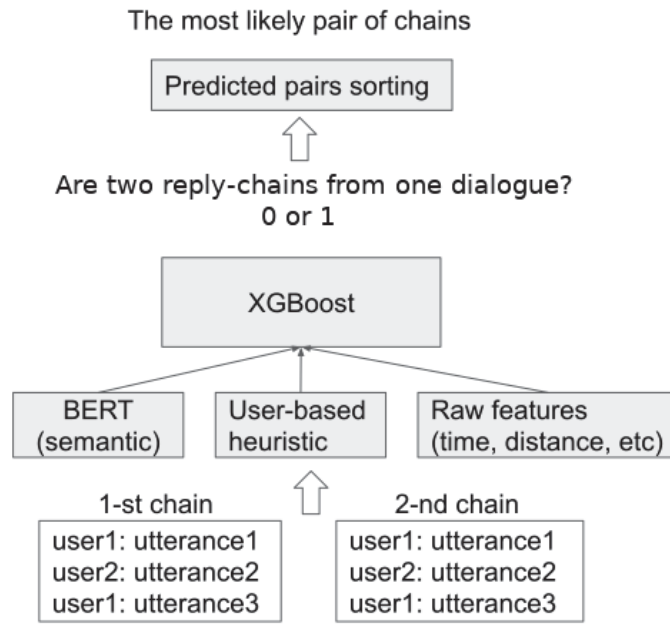 The most likely pair of chains
Predicted pairs sorting
Are two reply-chains from one dialogue?
0 or 1
XGBoost
BERT
(semantic)
User-based
heuristic
Raw features
(time, distance, etc)
1-st chain
user1: utterance1
user2: utterance2
user1: utterance3
2-nd chain
user1: utterance1
user2: utterance2
user1: utterance3